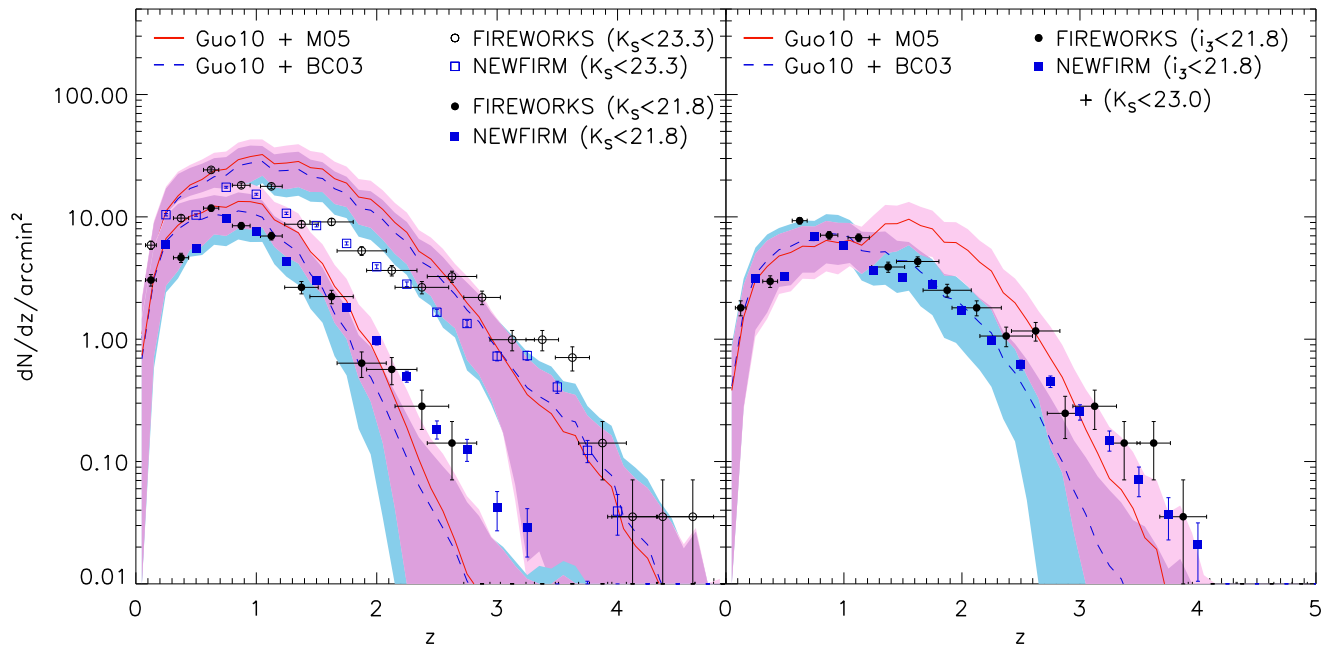 Guo10 + M05
Guo10 + BC03
FIREWORKS (K_S<23.3)
NEWFIRM (K_S<23.3)
FIREWORKS (K_S<21.8)
NEWFIRM (K_S<21.8)
Guo10 + M05
Guo10 + BC03
FIREWORKS (i_3<21.8)
NEWFIRM (i_3<21.8)
+ (K_S<23.0)
dN/dz/arcmin²
100.00
10.00
1.00
0.10
0.01
0 1 2 3 4 0 1 2 3 4 5
z z